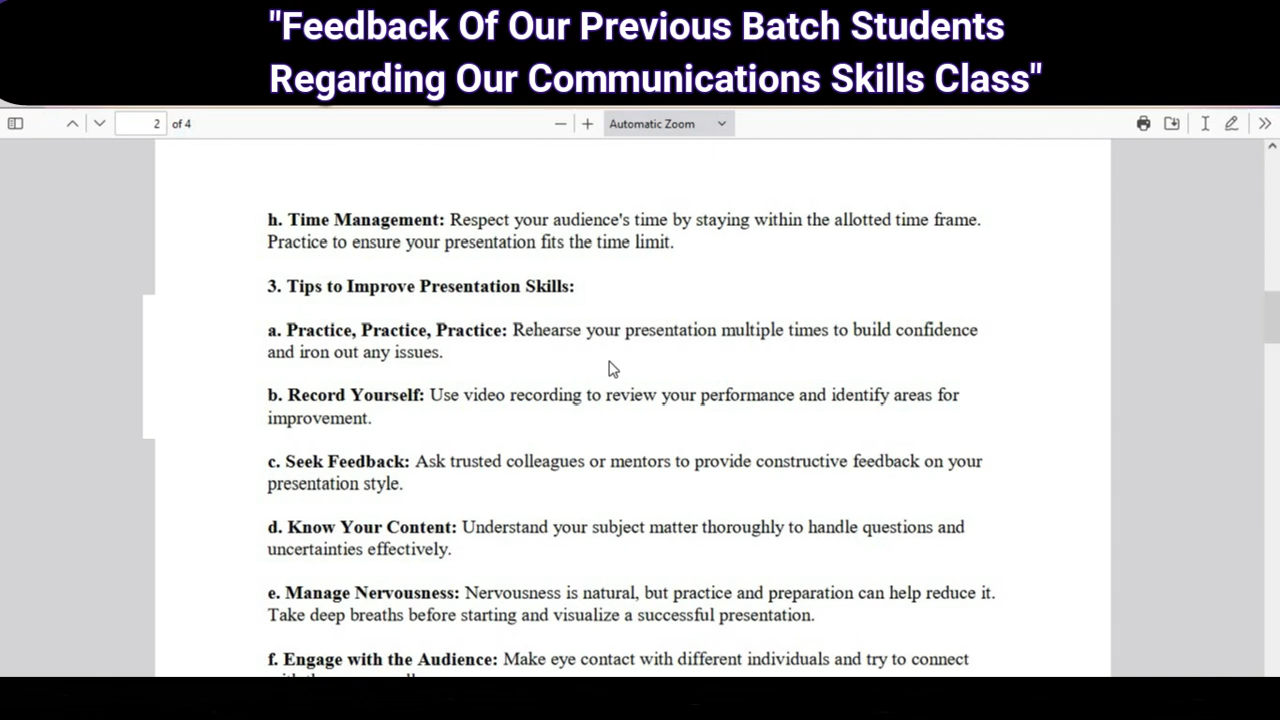 "Feedback Of Our Previous Batch Students
Regarding Our Communications Skills Class"
2 of 4
Automatic Zoom
h. Time Management: Respect your audience's time by staying within the allotted time frame.
Practice to ensure your presentation fits the time limit.
3. Tips to Improve Presentation Skills:
a. Practice, Practice, Practice: Rehearse your presentation multiple times to build confidence
and iron out any issues.
b. Record Yourself: Use video recording to review your performance and identify areas for
improvement.
c. Seek Feedback: Ask trusted colleagues or mentors to provide constructive feedback on your
presentation style.
d. Know Your Content: Understand your subject matter thoroughly to handle questions and
uncertainties effectively.
e. Manage Nervousness: Nervousness is natural, but practice and preparation can help reduce it.
Take deep breaths before starting and visualize a successful presentation.
f. Engage with the Audience: Make eye contact with different individuals and try to connect